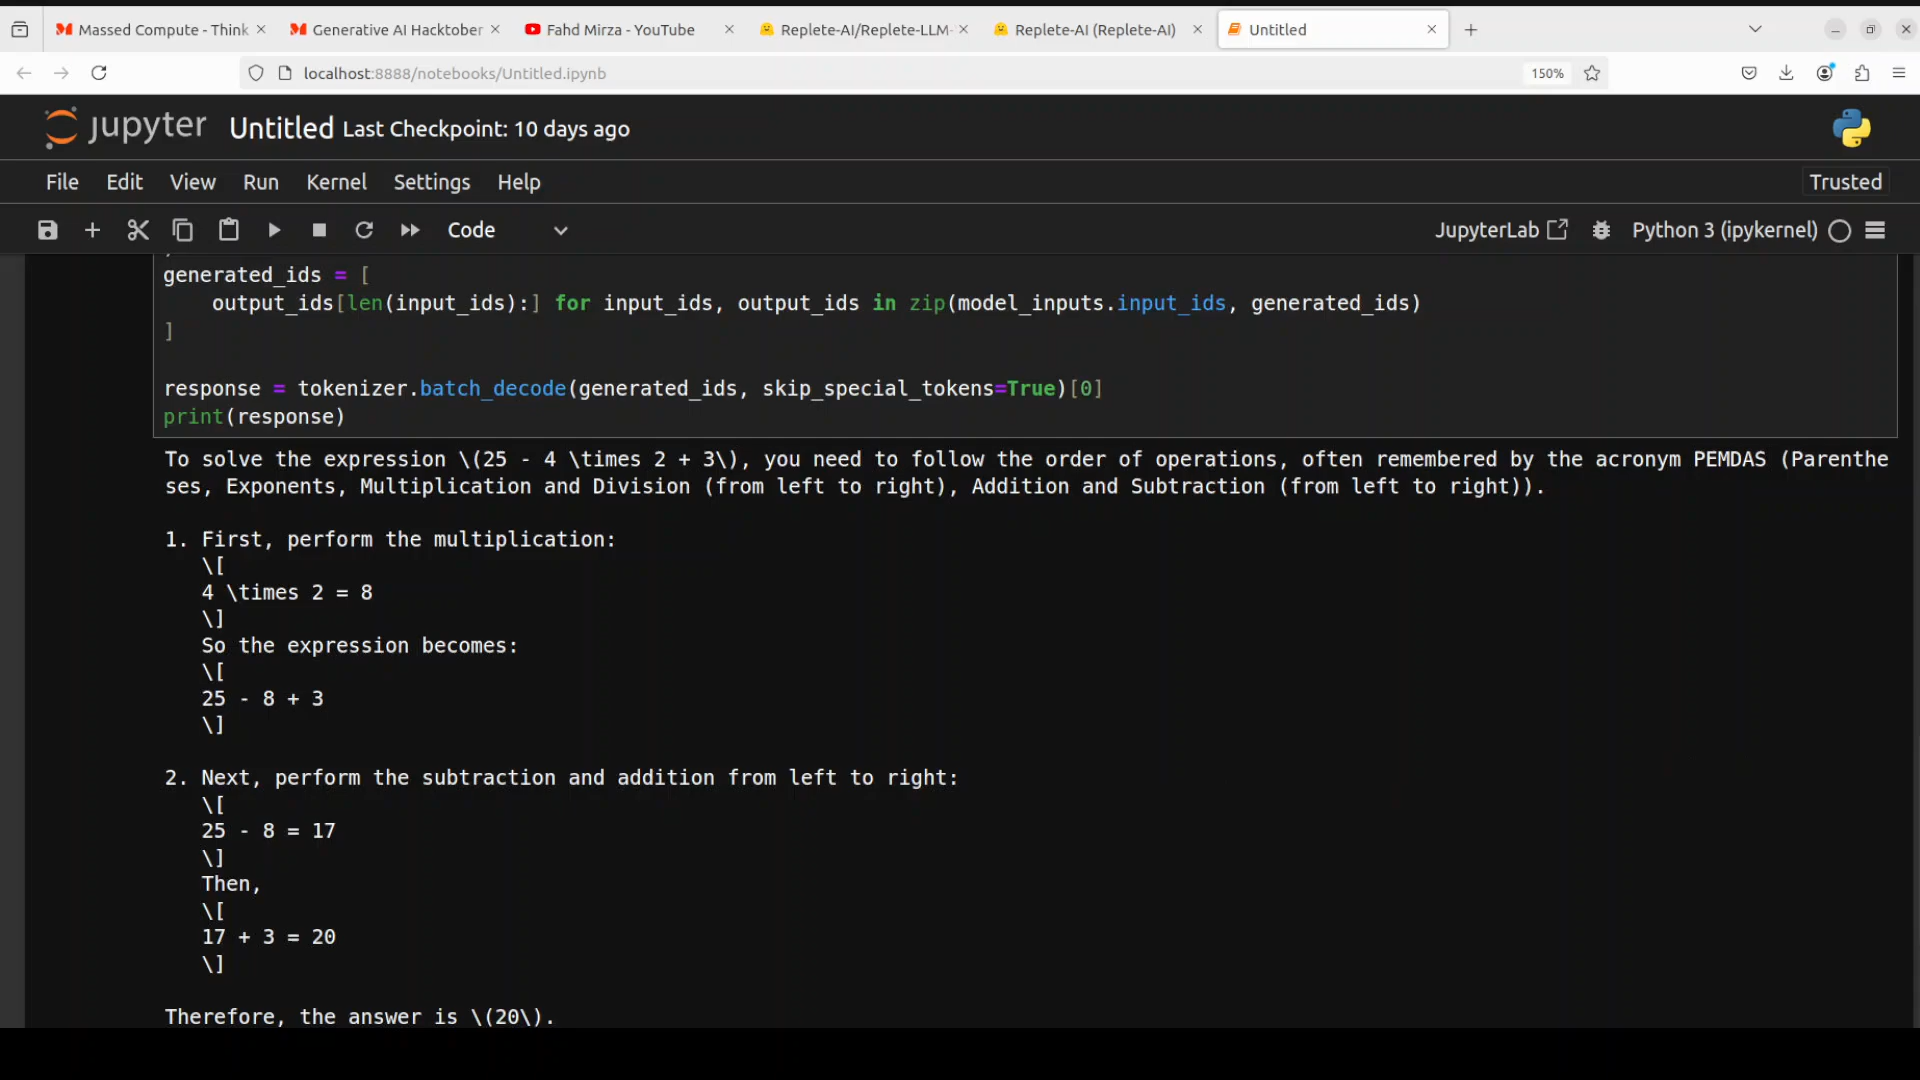 Massed Compute - Think
Generative AI Hacktober
Fahd Mirza - YouTube
Replete-AI/Replete-LLM-
Replete-AI (Replete-AI)
Untitled
localhost:8888/notebooks/Untitled.ipynb
150%
jupyter Untitled Last Checkpoint: 10 days ago
File Edit View Run Kernel Settings Help
Trusted
Code
JupyterLab
Python 3 (ipykernel)
generated_ids = [
    output_ids[len(input_ids):] for input_ids, output_ids in zip(model_inputs.input_ids, generated_ids)
]
response = tokenizer.batch_decode(generated_ids, skip_special_tokens=True)[0]
print(response)
To solve the expression \(25 - 4 \times 2 + 3\), you need to follow the order of operations, often remembered by the acronym PEMDAS (Parenthe
ses, Exponents, Multiplication and Division (from left to right), Addition and Subtraction (from left to right)).
1. First, perform the multiplication:
\[
4 \times 2 = 8
\]
So the expression becomes:
\[
25 - 8 + 3
\]
2. Next, perform the subtraction and addition from left to right:
\[
25 - 8 = 17
\]
Then,
\[
17 + 3 = 20
\]
Therefore, the answer is \(20\).